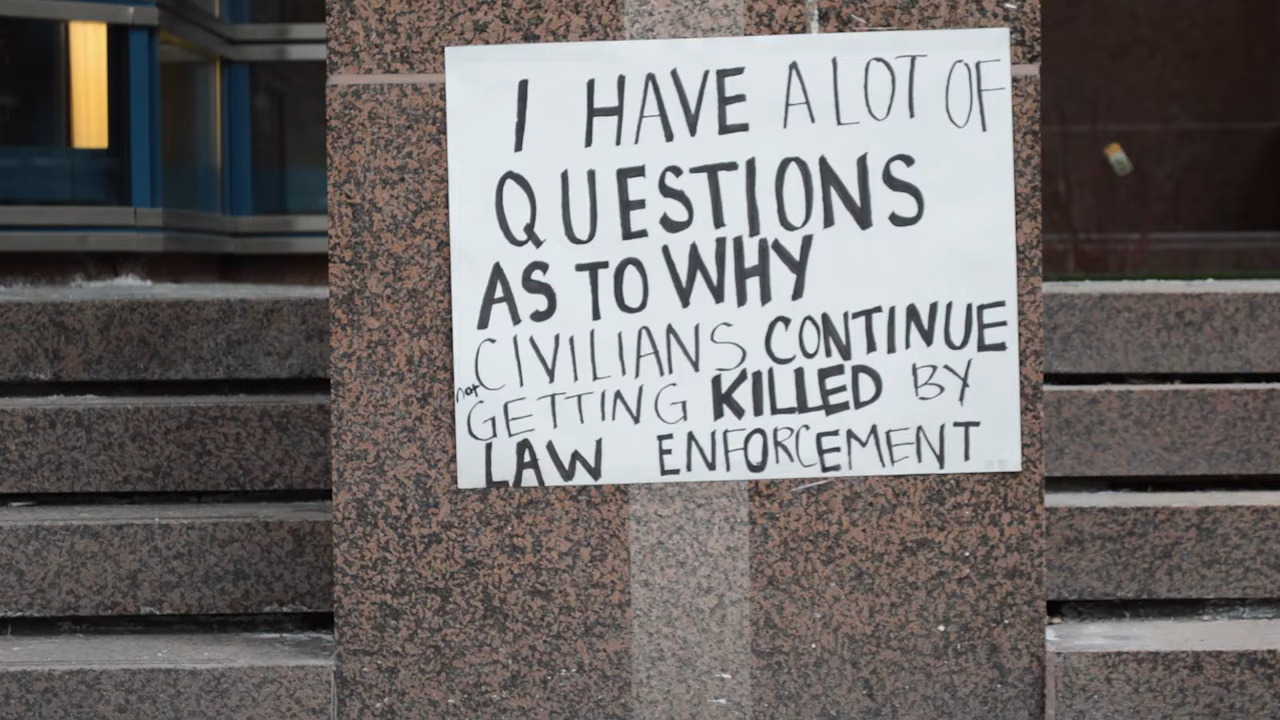 I HAVE A LOT OF
QUESTIONS
AS TO WHY
CIVILIANS CONTINUE
not GETTING KILLED BY
LAW ENFORCEMENT